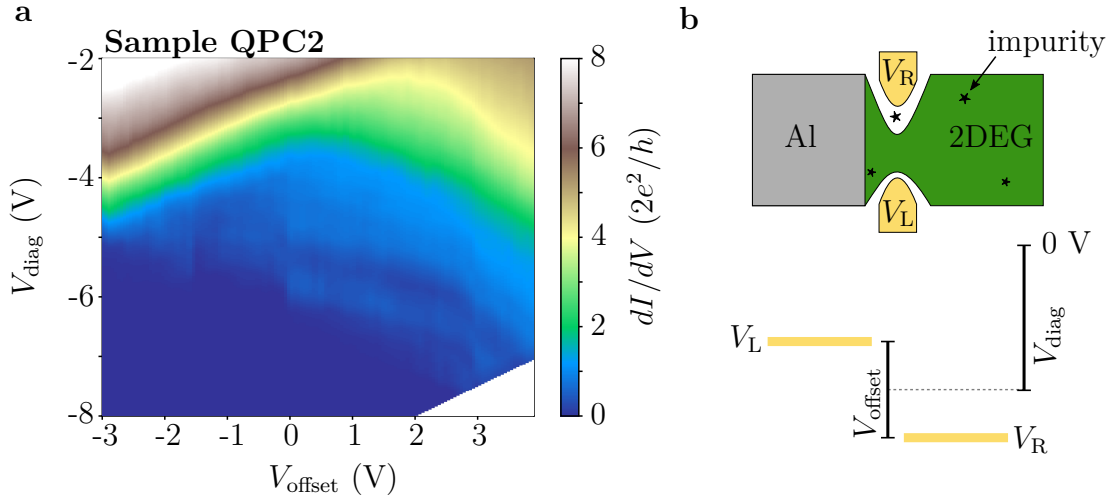 a
Sample QPC2
-2
-4
-6
-8
V_diag (V)
-3 -2 -1 0 1 2 3
V_offset (V)
8
6
4
2
0
dI/dV (2e²/h)
b
impurity
V_R
Al
2DEG
V_L
0 V
V_L
V_diag
V_offset
V_R